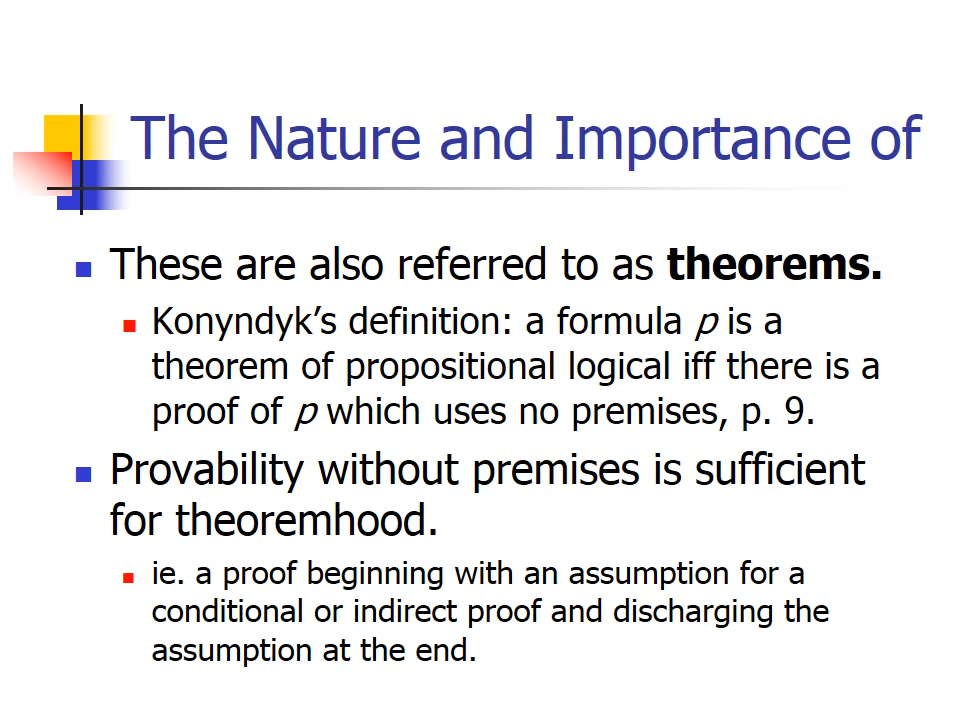 The Nature and Importance of
These are also referred to as theorems.
Konyndyk’s definition: a formula p is a
theorem of propositional logical iff there is a
proof of p which uses no premises, p. 9.
Provability without premises is sufficient
for theoremhood.
ie. a proof beginning with an assumption for a
conditional or indirect proof and discharging the
assumption at the end.